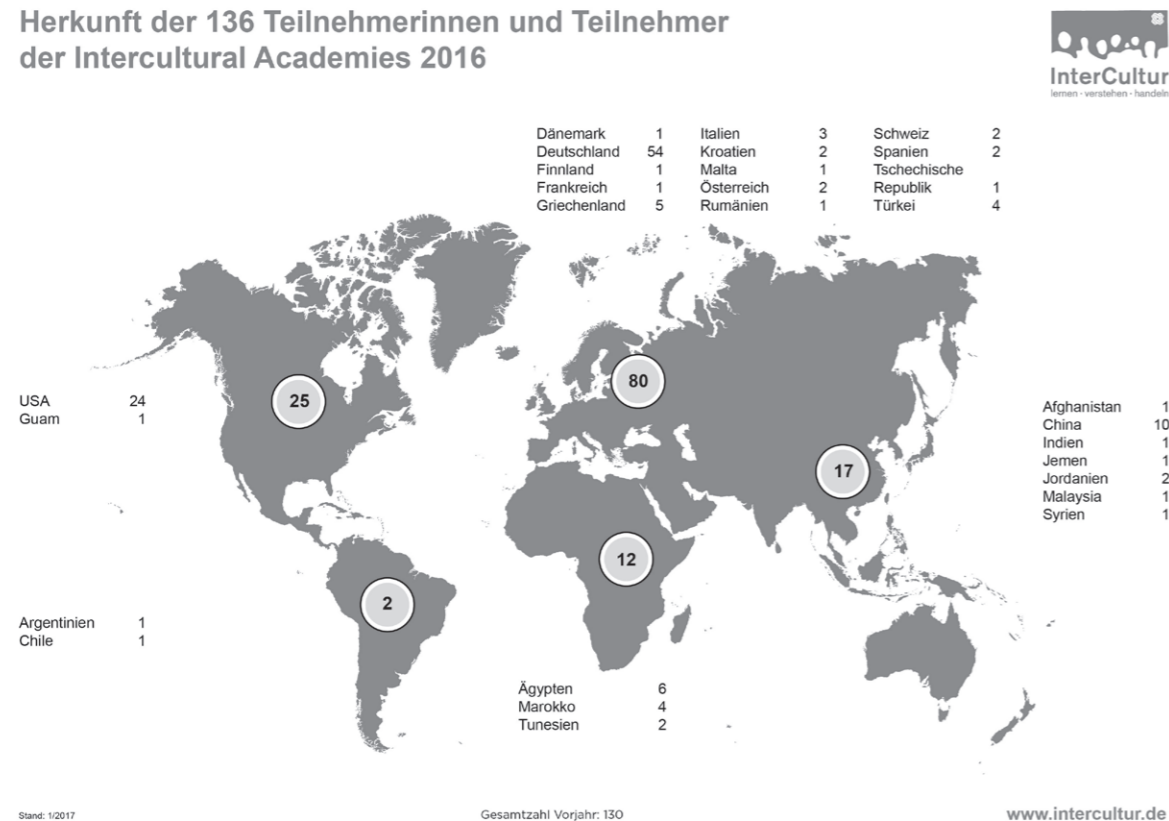 Herkunft der 136 Teilnehmerinnen und Teilnehmer
der Intercultural Academies 2016
InterCultur
lernen - verstehen - handeln
Dänemark 1 Italien 3 Schweiz 2
Deutschland 54 Kroatien 2 Spanien 2
Finnland 1 Malta 1 Tschechische
Frankreich 1 Österreich 2 Republik 1
Griechenland 5 Rumänien 1 Türkei 4
80
25
USA 24
Guam 1
17
Afghanistan 1
China 10
Indien 1
Jemen 1
Jordanien 2
Malaysia 1
Syrien 1
12
2
Argentinien 1
Chile 1
Ägypten 6
Marokko 4
Tunesien 2
Stand: 1/2017
Gesamtzahl Vorjahr: 130
www.intercultur.de